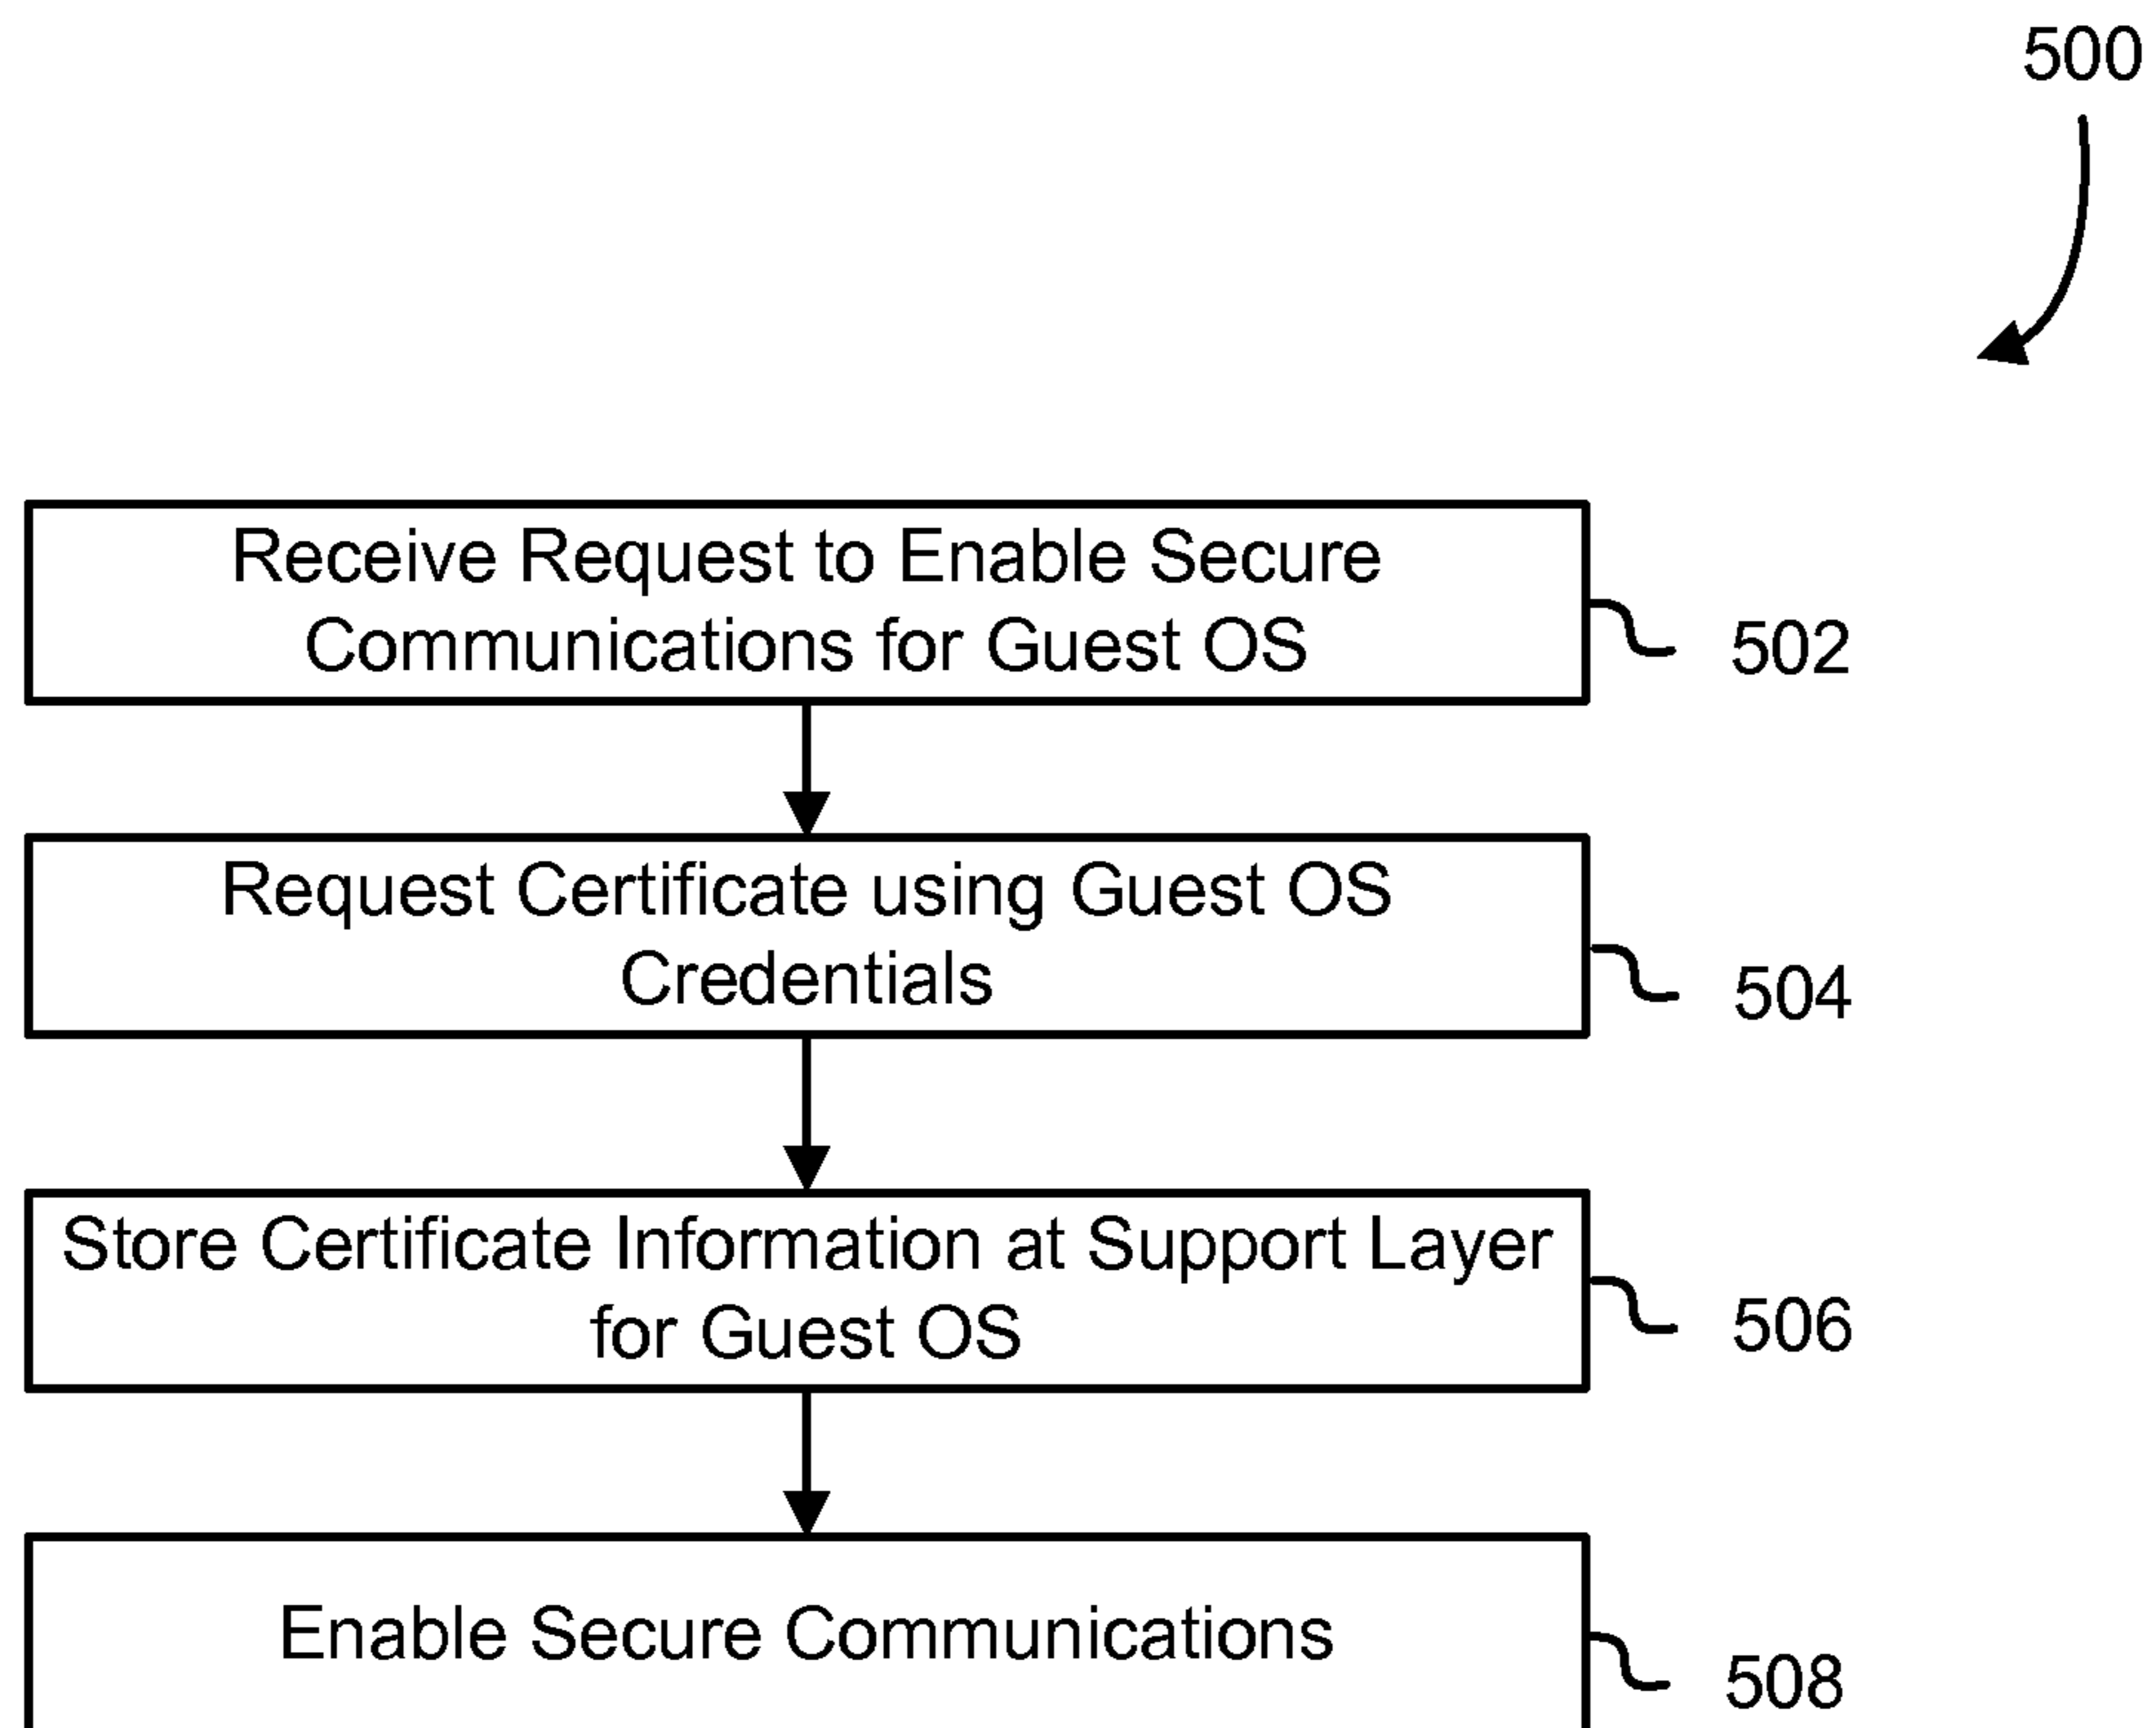 500
Receive Request to Enable Secure
Communications for Guest OS
502
Request Certificate using Guest OS
Credentials
504
Store Certificate Information at Support Layer
for Guest OS
506
Enable Secure Communications
508